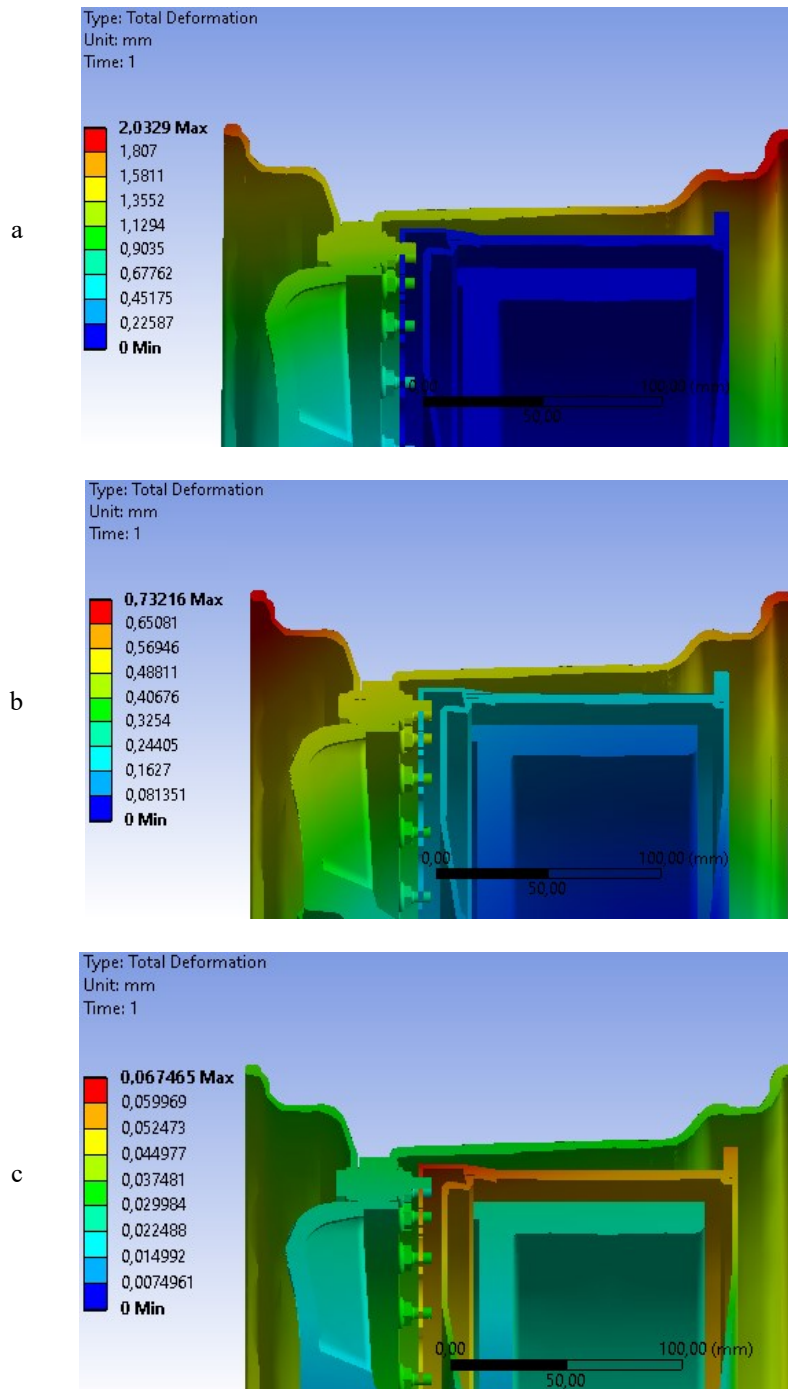 Type: Total Deformation
Unit: mm
Time: 1
2,0329 Max
1,807
1,5811
1,3552
1,1294
0,9035
0,67762
0,45175
0,22587
0 Min
a
0,00
100,00 (mm)
50,00
Type: Total Deformation
Unit: mm
Time: 1
0,73216 Max
0,65081
0,56946
0,48811
0,40676
0,3254
0,24405
0,1627
0,081351
0 Min
b
0,00
100,00 (mm)
50,00
Type: Total Deformation
Unit: mm
Time: 1
0,067465 Max
0,059969
0,052473
0,044977
0,037481
0,029984
0,022488
0,014992
0,0074961
0 Min
c
0,00
100,00 (mm)
50,00